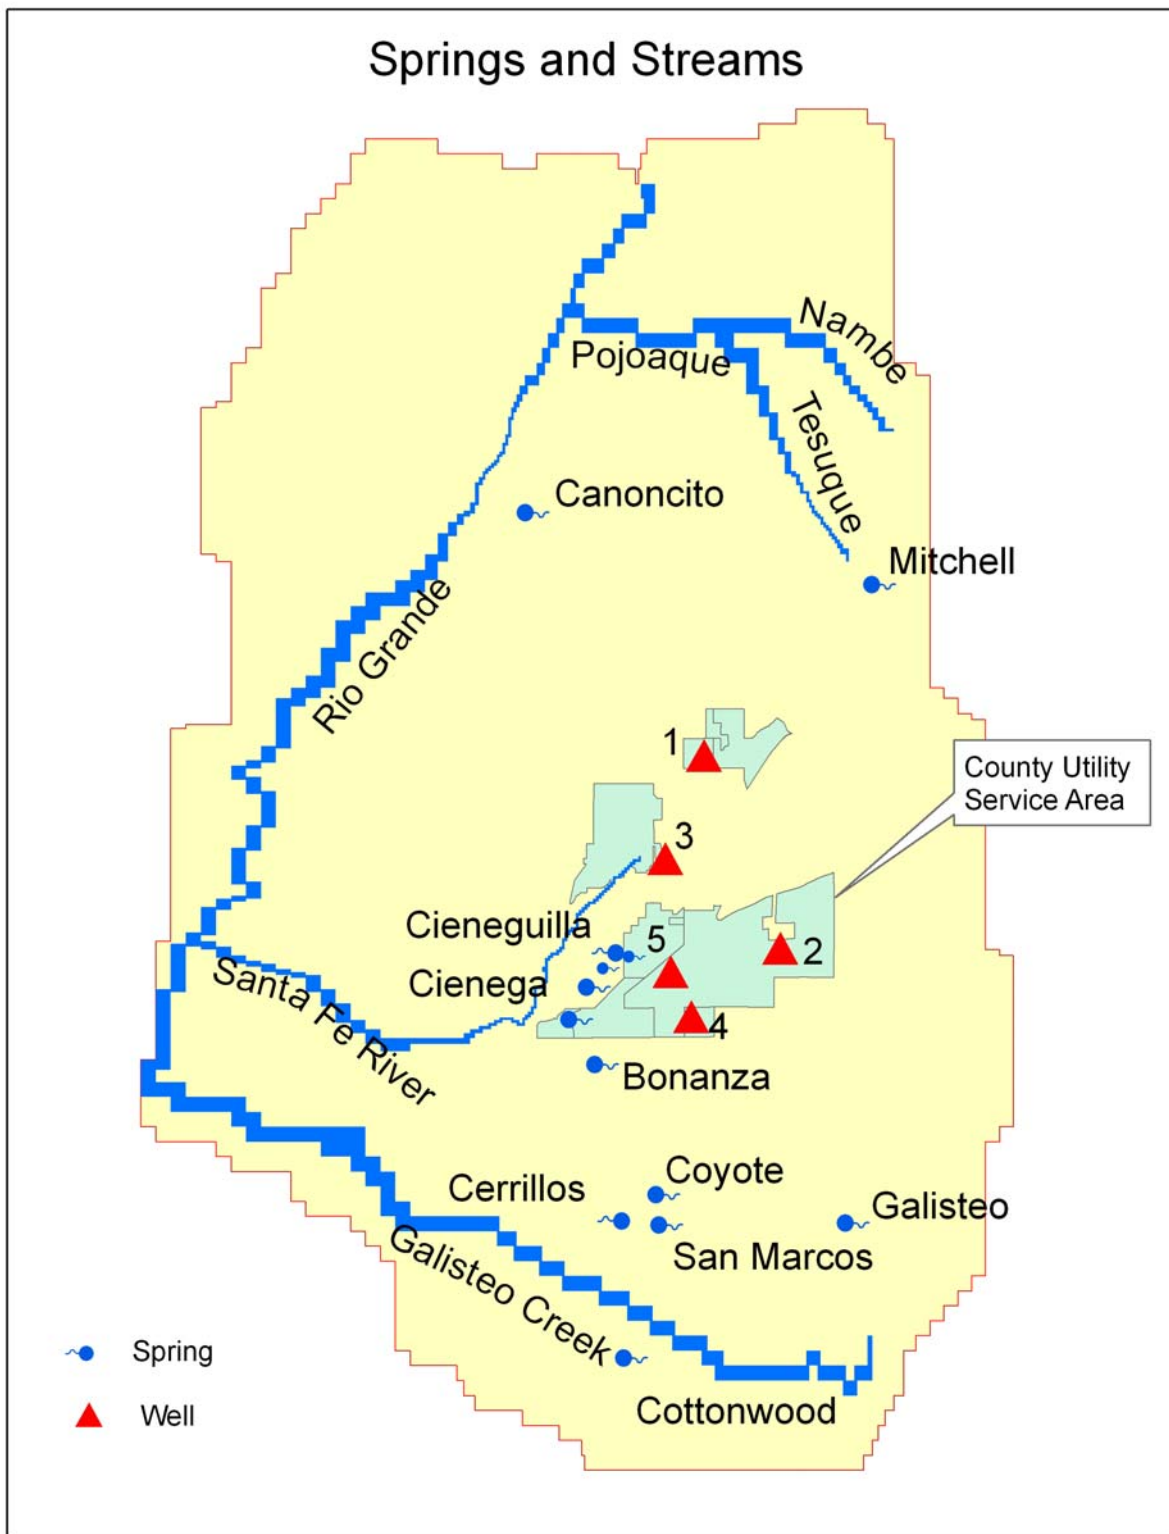 Springs and Streams
Nambe
Pojoaque
Tesuque
Canoncito
Mitchell
Rio Grande
1
County Utility
Service Area
3
Cieneguilla
5
2
Cienega
Santa Fe River
4
Bonanza
Coyote
Cerrillos
Galisteo
San Marcos
Galisteo Creek
Spring
Cottonwood
Well